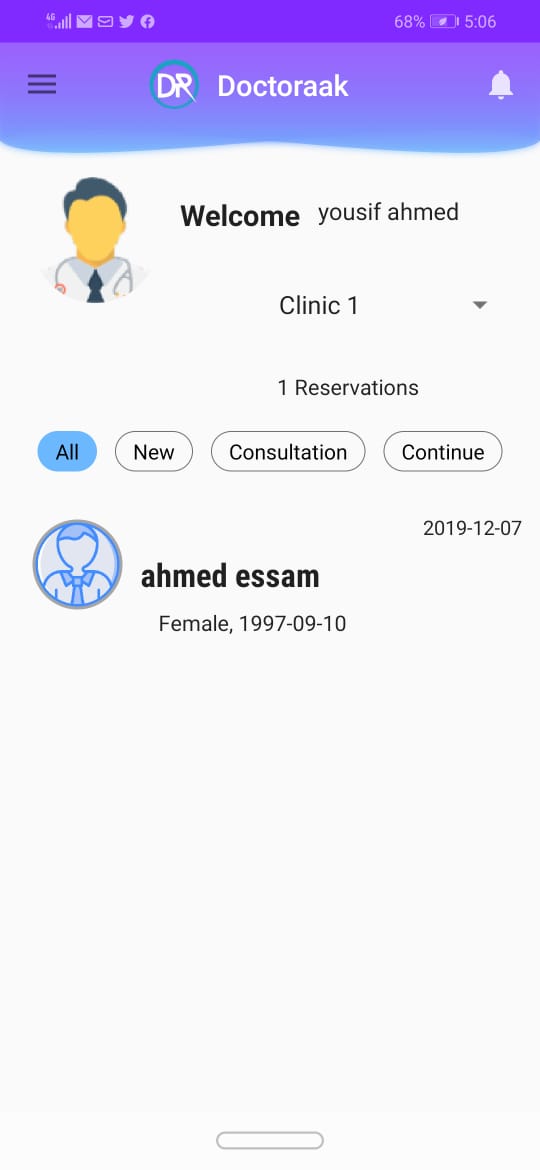 4G 68% 5:06
DR Doctoraak
Welcome yousif ahmed
Clinic 1
1 Reservations
All New Consultation Continue
2019-12-07
ahmed essam
Female, 1997-09-10